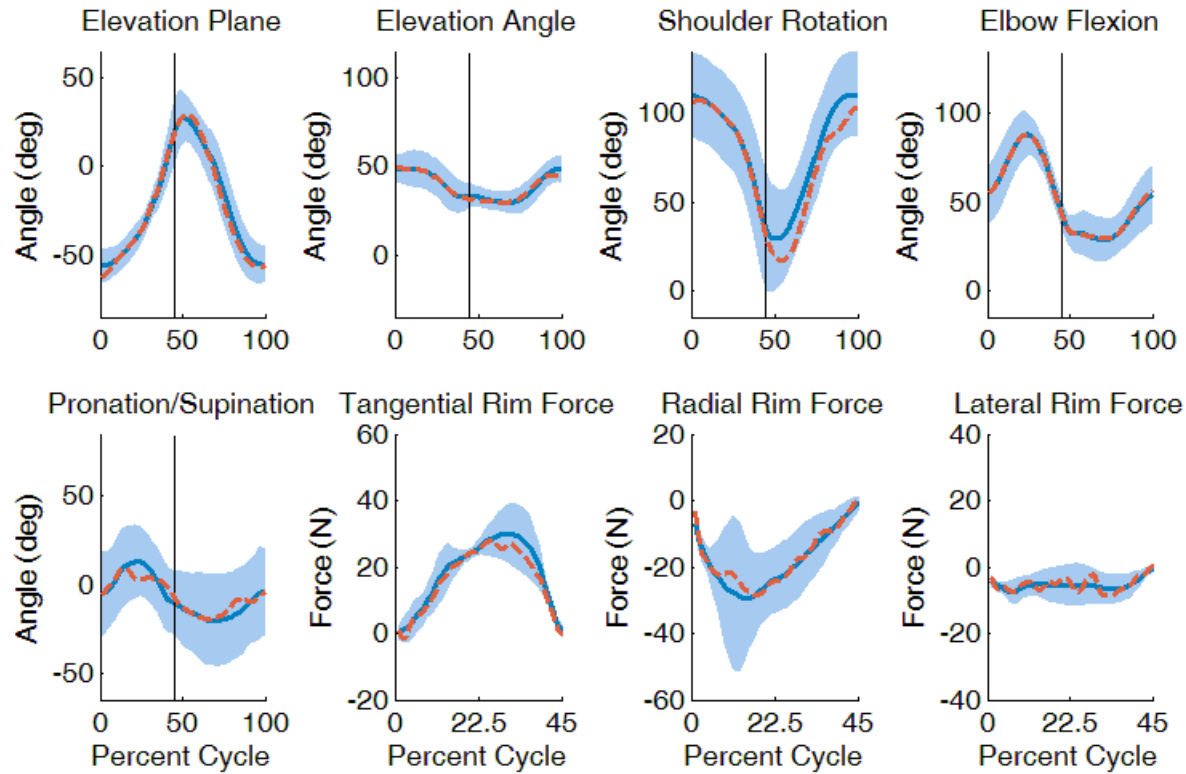 Elevation Plane
Elevation Angle
Shoulder Rotation
Elbow Flexion
Angle (deg)
50
0
-50
0
50
100
Angle (deg)
100
50
0
0
50
100
Angle (deg)
100
50
0
0
50
100
Angle (deg)
100
50
0
0
50
100
Pronation/Supination
Tangential Rim Force
Radial Rim Force
Lateral Rim Force
Angle (deg)
50
0
-50
0
50
100
Percent Cycle
Force (N)
60
40
20
0
-20
0
22.5
45
Percent Cycle
Force (N)
20
0
-20
-40
-60
0
22.5
45
Percent Cycle
Force (N)
40
20
0
-20
-40
0
22.5
45
Percent Cycle